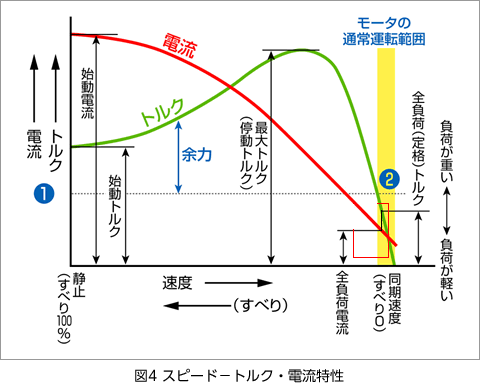 モータの
通常運転範囲
電流
トルク
始動電流
始動トルク
余力
最大トルク
(停動トルク)
全負荷(定格)トルク
負荷が重い
負荷が軽い
トルク
電流
1
2
静止
(すべり100%)
速度
(すべり)
全負荷電流
同期速度
(すべり0)
図4 スピード−トルク・電流特性